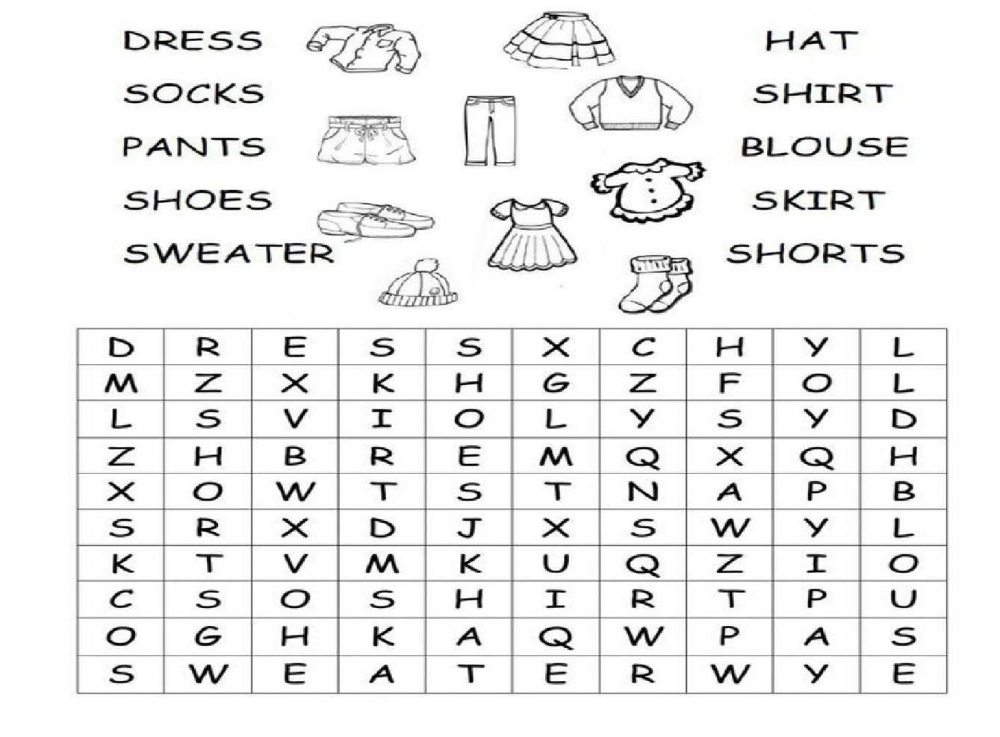 DRESS HAT
SOCKS SHIRT
PANTS BLOUSE
SHOES SKIRT
SWEATER SHORTS
D R E S S X C H Y L
M Z X K H G Z F O L
L S V I O L Y S Y D
Z H B R E M Q X Q H
X O W T S T N A P B
S R X D J X S W Y L
K T V M K U Q Z I O
C S O S H I R T P U
O G H K A Q W P A S
S W E A T E R W Y E